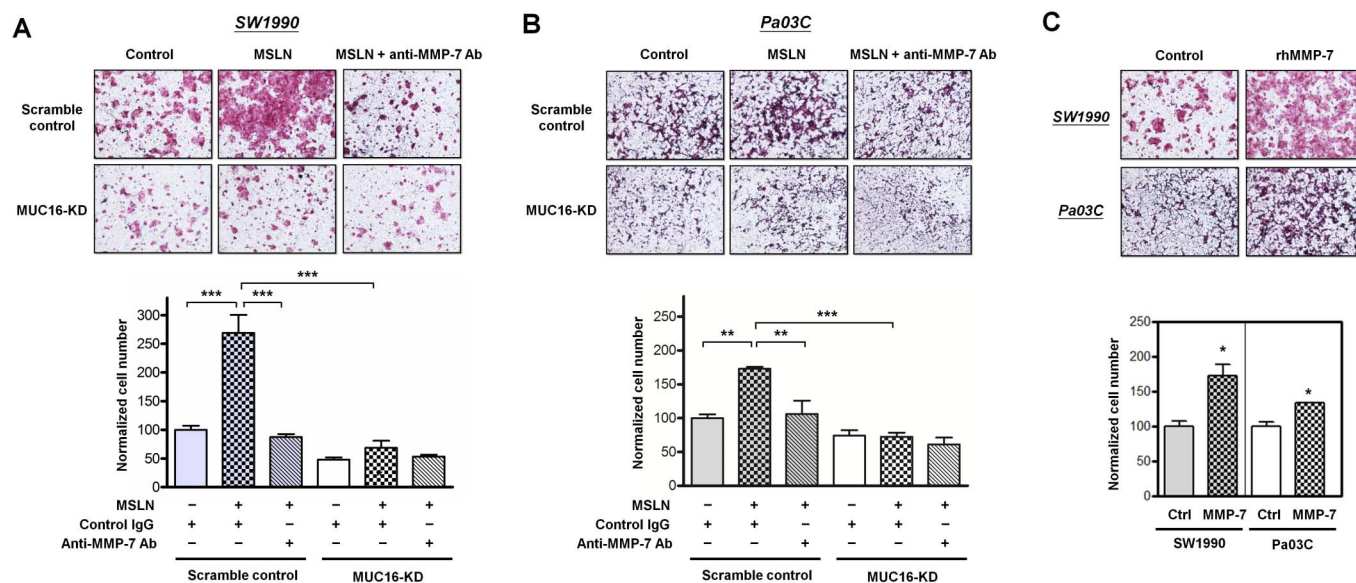 A
SW1990
Control MSLN MSLN + anti-MMP-7 Ab
Scramble
control
MUC16-KD
Normalized cell number
300
250
200
150
100
50
0
*** *** ***
MSLN − + + − + +
Control IgG + + − + + −
Anti-MMP-7 Ab − − + − − +
Scramble control MUC16-KD
B
Pa03C
Control MSLN MSLN + anti-MMP-7 Ab
Scramble
control
MUC16-KD
Normalized cell number
250
200
150
100
50
0
** ** ***
MSLN − + + − + +
Control IgG + + − + + −
Anti-MMP-7 Ab − − + − − +
Scramble control MUC16-KD
C
Control rhMMP-7
SW1990
Pa03C
Normalized cell number
250
200
150
100
50
0
* *
Ctrl MMP-7 Ctrl MMP-7
SW1990 Pa03C